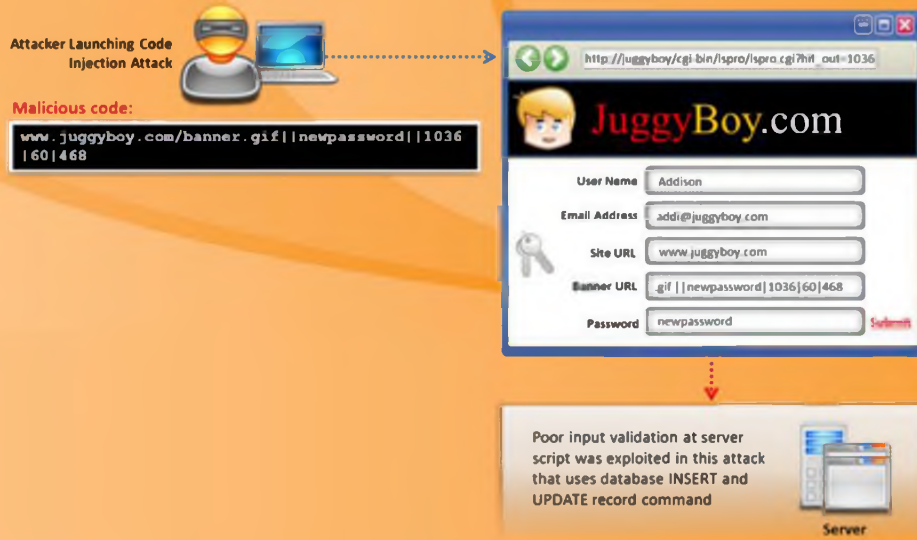 Attacker Launching Code
Injection Attack
Malicious code:
www.juggyboy.com/banner.gif||newpassword||1036
|60|468
http://juggyboy/cgi-bin/lspro/lspro.cgi?hit_out=1036
JuggyBoy.com
User Name Addison
Email Address addi@juggyboy.com
Site URL www.juggyboy.com
Banner URL .gif ||newpassword|1036|60|468
Password newpassword
Submit
Poor input validation at server
script was exploited in this attack
that uses database INSERT and
UPDATE record command
Server